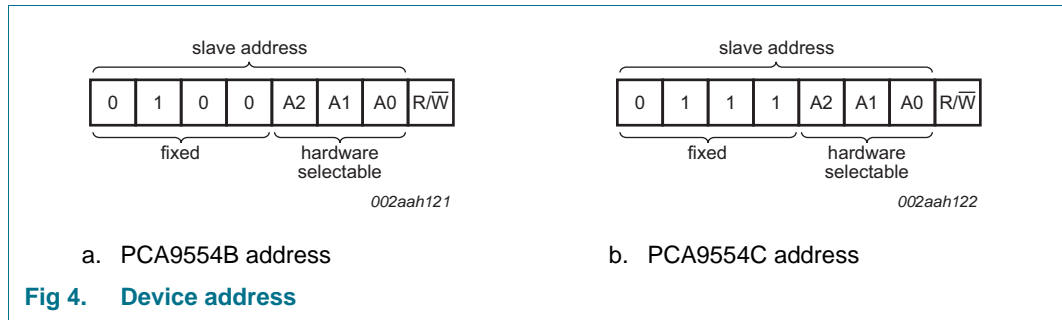 slave address
0 1 0 0 A2 A1 A0 R/W̅
fixed
hardware
selectable
002aah121
a. PCA9554B address
slave address
0 1 1 1 A2 A1 A0 R/W̅
fixed
hardware
selectable
002aah122
b. PCA9554C address
Fig 4. Device address